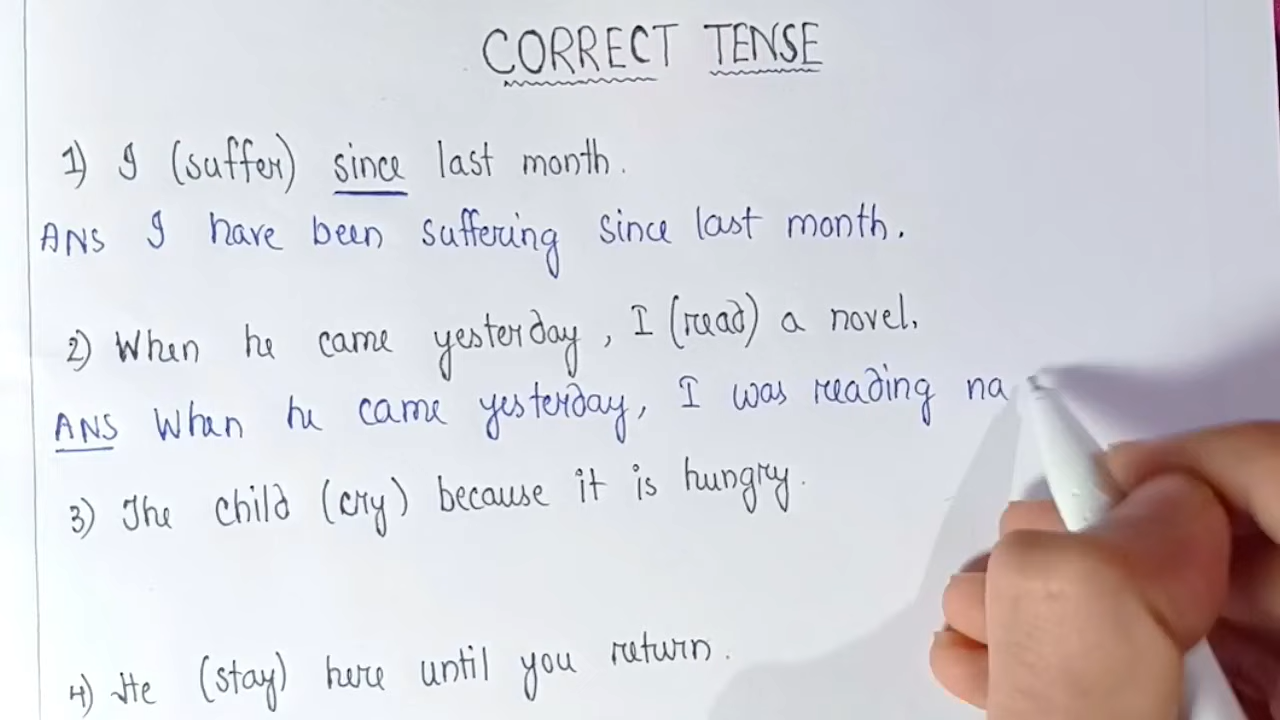 CORRECT TENSE
1) I (suffer) since last month.
ANS I have been suffering since last month.
2) When he came yesterday, I (read) a novel.
ANS When he came yesterday, I was reading na
3) The child (cry) because it is hungry.
4) He (stay) here until you return.